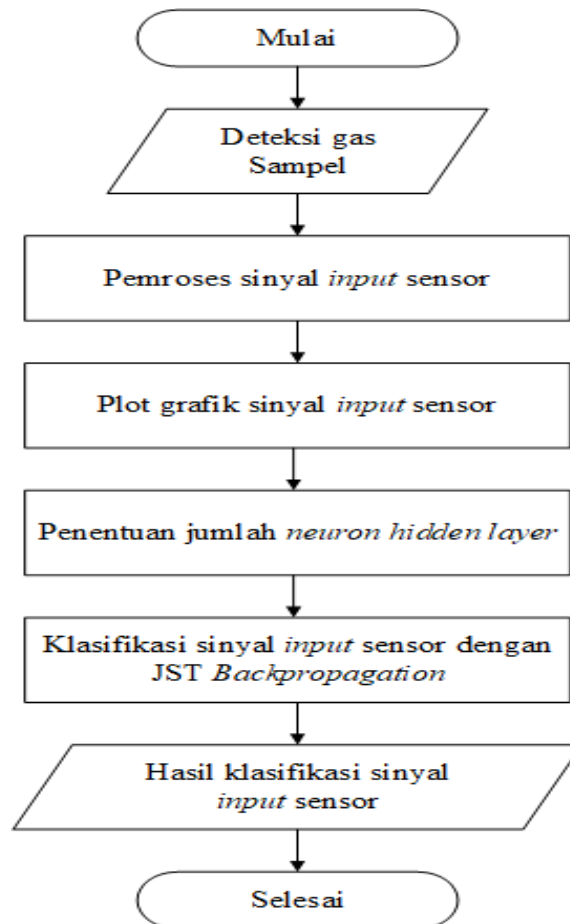 Mulai
Deteksi gas
Sampel
Pemroses sinyal input sensor
Plot grafik sinyal input sensor
Penentuan jumlah neuron hidden layer
Klasifikasi sinyal input sensor dengan
JST Backpropagation
Hasil klasifikasi sinyal
input sensor
Selesai